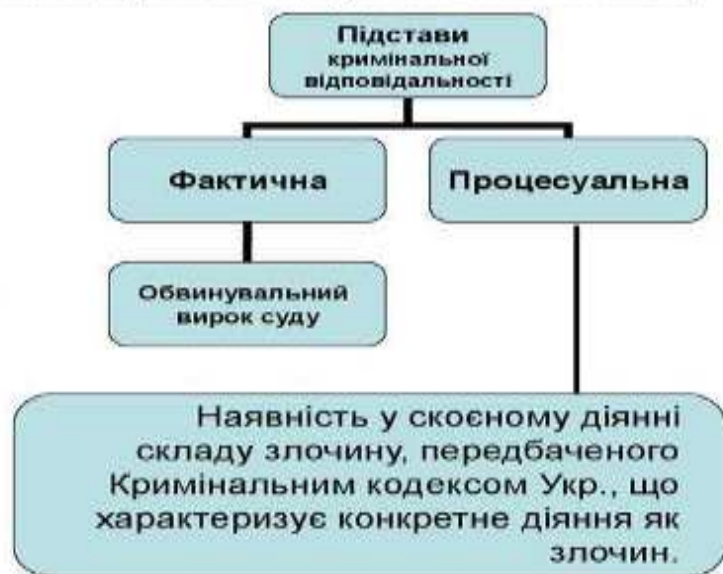 Підстави
кримінальної
відповідальності
Фактична
Процесуальна
Обвинувальний
вирок суду
Наявність у скоєному діянні
складу злочину, передбаченого
Кримінальним кодексом Укр., що
характеризує конкретне діяння як
злочин.